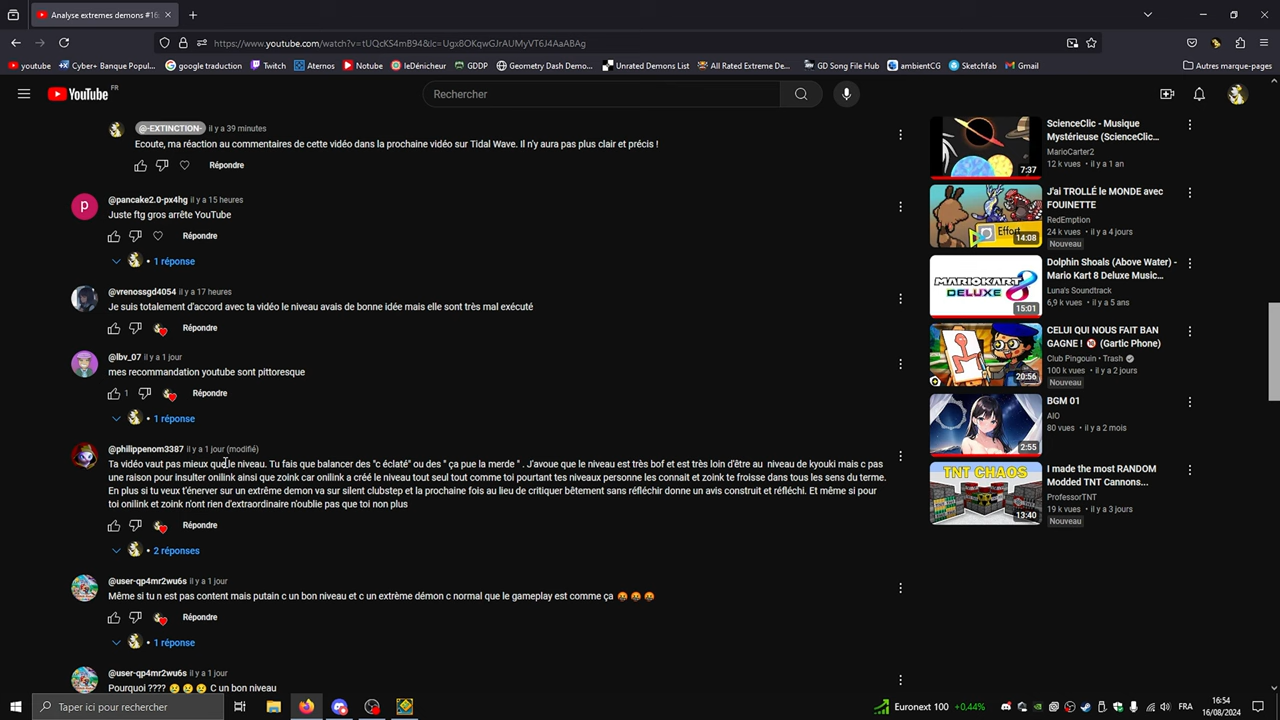 Analyse extremes demons #16
https://www.youtube.com/watch?v=tUQcKS4mB94&lc=Ugx8OKqwGJrAUMyVT6J4AaABAg
youtube
Cyber+ Banque Popul...
google traduction
Twitch
Aternos
Notube
leDénicheur
GDDP
Geometry Dash Demo...
Unrated Demons List
All Rated Extreme De...
GD Song File Hub
ambientCG
Sketchfab
Gmail
Autres marque-pages
YouTube FR
Rechercher
@-EXTINCTION- il y a 39 minutes
Ecoute, ma réaction au commentaires de cette vidéo dans la prochaine vidéo sur Tidal Wave. Il n'y aura pas plus clair et précis !
Répondre
p
@pancake2.0-px4hg il y a 15 heures
Juste ftg gros arrête YouTube
Répondre
• 1 réponse
@vrenossgd4054 il y a 17 heures
Je suis totalement d'accord avec ta vidéo le niveau avais de bonne idée mais elle sont très mal exécuté
Répondre
@lbv_07 il y a 1 jour
mes recommandation youtube sont pittoresque
1 Répondre
• 1 réponse
@philippenom3387 il y a 1 jour (modifié)
Ta vidéo vaut pas mieux que le niveau. Tu fais que balancer des "c éclaté" ou des " ça pue la merde " . J'avoue que le niveau est très bof et est très loin d'être au niveau de kyouki mais c pas
une raison pour insulter onilink ainsi que zoink car onilink a créé le niveau tout seul tout comme toi pourtant tes niveaux personne les connait et zoink te froisse dans tous les sens du terme.
En plus si tu veux t'énerver sur un extrême demon va sur silent clubstep et la prochaine fois au lieu de critiquer bêtement sans réfléchir donne un avis construit et réfléchi. Et même si pour
toi onilink et zoink n'ont rien d'extraordinaire n'oublie pas que toi non plus
Répondre
• 2 réponses
@user-qp4mr2wu6s il y a 1 jour
Même si tu n est pas content mais putain c un bon niveau et c un extrème démon c normal que le gameplay est comme ça 🤬 🤬 🤬
Répondre
• 1 réponse
@user-qp4mr2wu6s il y a 1 jour
Pourquoi ???? 😢 😢 😢 C un bon niveau
ScienceClic - Musique
Mystérieuse (ScienceClic...
MarioCarter2
12 k vues • il y a 1 an
7:37
J'ai TROLLÉ le MONDE avec
FOUINETTE
RedEmption
24 k vues • il y a 4 jours
Nouveau
Effort
14:08
Dolphin Shoals (Above Water) -
Mario Kart 8 Deluxe Music...
Luna's Soundtrack
6,9 k vues • il y a 5 ans
MARIOKART
DELUXE
15:01
CELUI QUI NOUS FAIT BAN
GAGNE ! 🔞 (Gartic Phone)
Club Pingouin • Trash
100 k vues • il y a 2 jours
Nouveau
20:56
BGM 01
AIO
80 vues • il y a 2 mois
2:55
I made the most RANDOM
Modded TNT Cannons...
ProfessorTNT
19 k vues • il y a 3 jours
Nouveau
TNT CHAOS
13:40
Taper ici pour rechercher
Euronext 100 +0,44%
FRA
16:54
16/08/2024